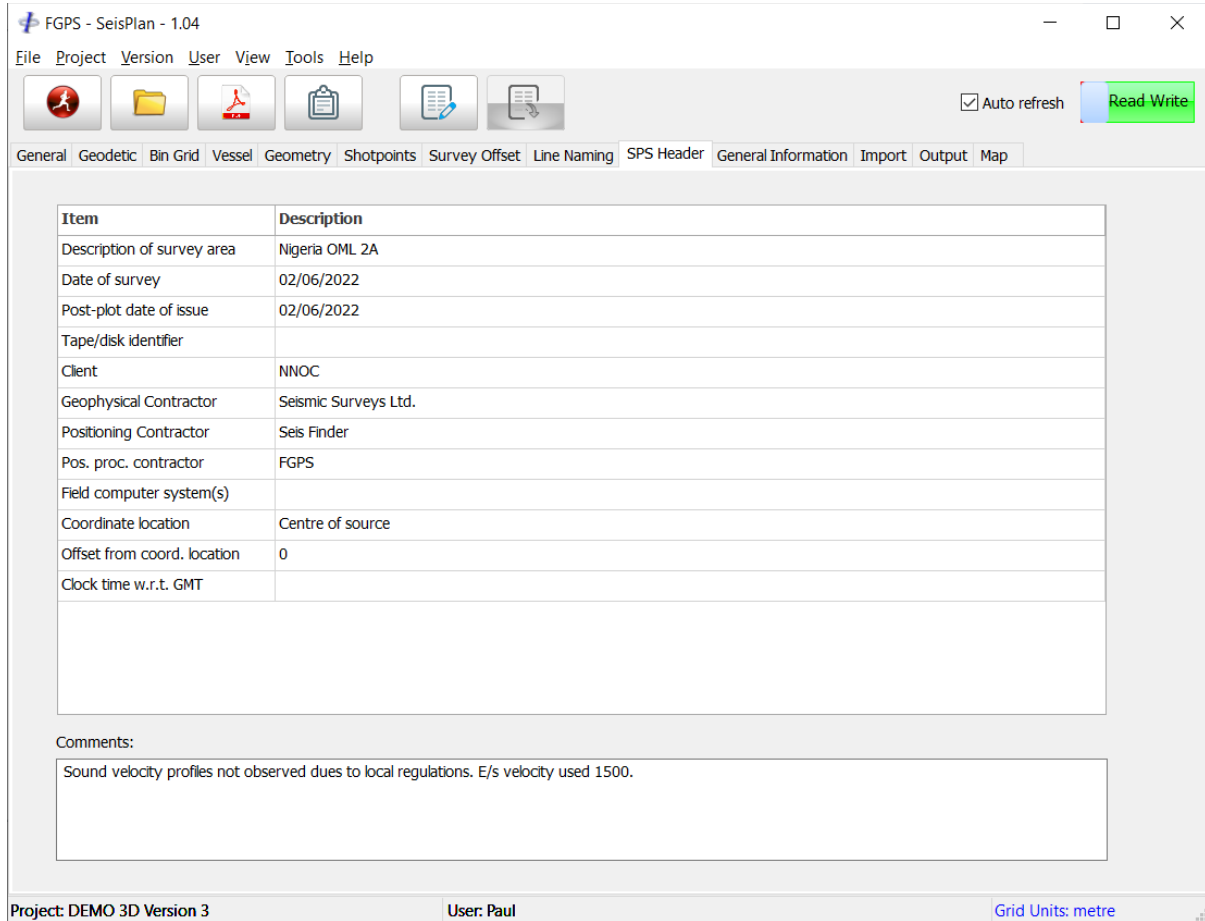 FGPS - SeisPlan - 1.04
File Project Version User View Tools Help
Auto refresh Read Write
General Geodetic Bin Grid Vessel Geometry Shotpoints Survey Offset Line Naming SPS Header General Information Import Output Map
Item Description
Description of survey area Nigeria OML 2A
Date of survey 02/06/2022
Post-plot date of issue 02/06/2022
Tape/disk identifier
Client NNOC
Geophysical Contractor Seismic Surveys Ltd.
Positioning Contractor Seis Finder
Pos. proc. contractor FGPS
Field computer system(s)
Coordinate location Centre of source
Offset from coord. location 0
Clock time w.r.t. GMT
Comments:
Sound velocity profiles not observed dues to local regulations. E/s velocity used 1500.
Project: DEMO 3D Version 3 User: Paul Grid Units: metre